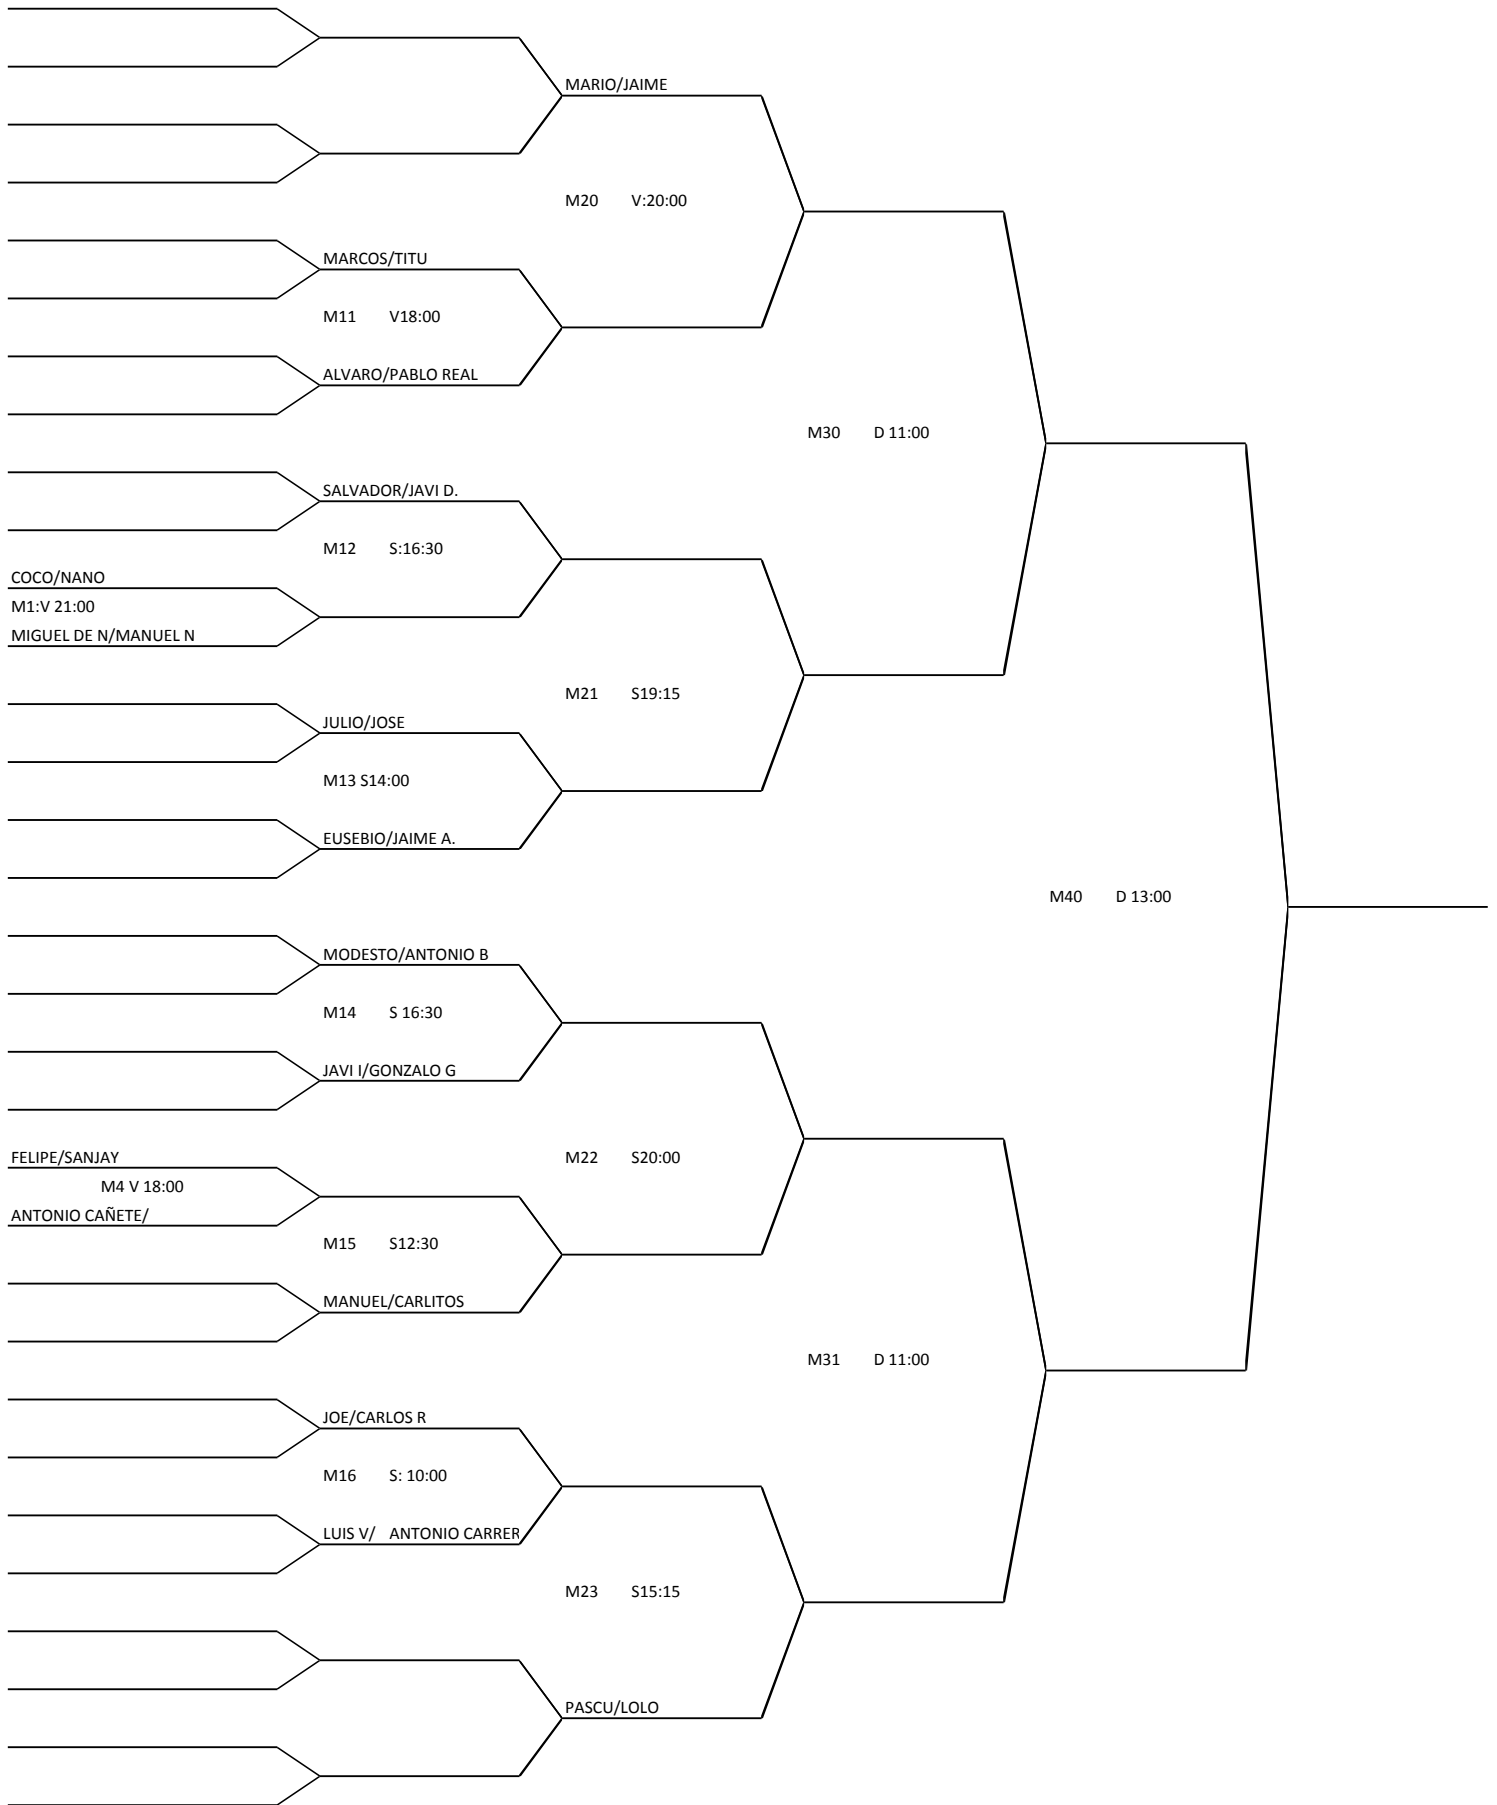 MARIO/JAIME
M20 V:20:00
MARCOS/TITU
M11 V18:00
ALVARO/PABLO REAL
M30 D 11:00
SALVADOR/JAVI D.
M12 S:16:30
COCO/NANO
M1:V 21:00
MIGUEL DE N/MANUEL N
M21 S19:15
JULIO/JOSE
M13 S14:00
EUSEBIO/JAIME A.
M40 D 13:00
MODESTO/ANTONIO B
M14 S 16:30
JAVI I/GONZALO G
FELIPE/SANJAY
M22 S20:00
M4 V 18:00
ANTONIO CAÑETE/
M15 S12:30
MANUEL/CARLITOS
M31 D 11:00
JOE/CARLOS R
M16 S: 10:00
LUIS V/ ANTONIO CARRER
M23 S15:15
PASCU/LOLO